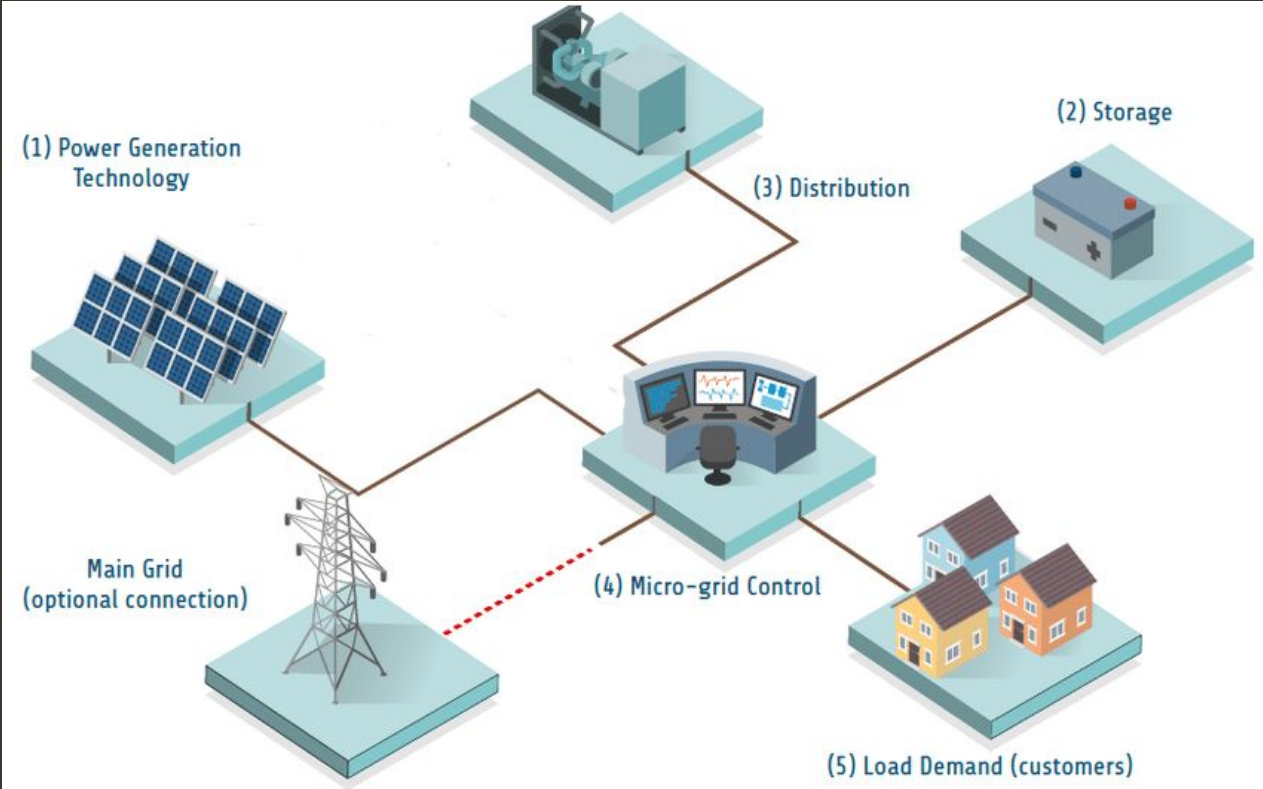 (1) Power Generation
Technology
(2) Storage
(3) Distribution
Main Grid
(optional connection)
(4) Micro-grid Control
(5) Load Demand (customers)